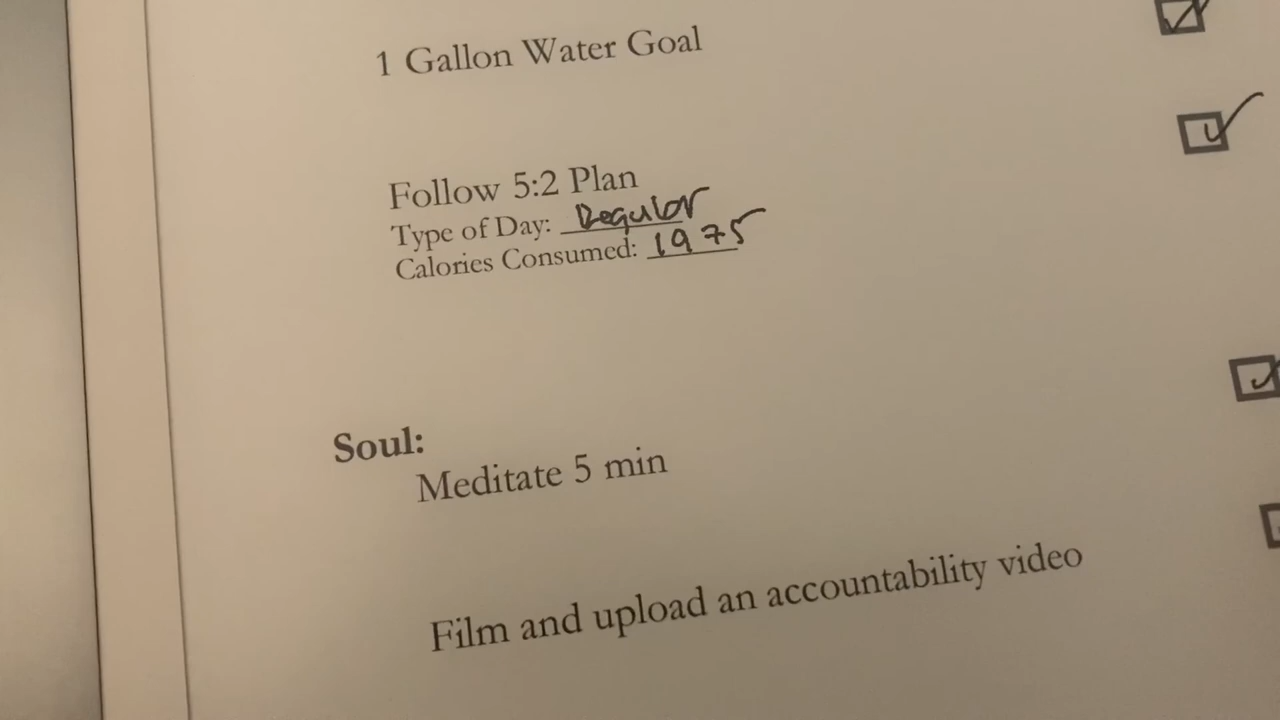 1 Gallon Water Goal
Follow 5:2 Plan
Type of Day: Regular
Calories Consumed: 1975
Soul:
Meditate 5 min
Film and upload an accountability video